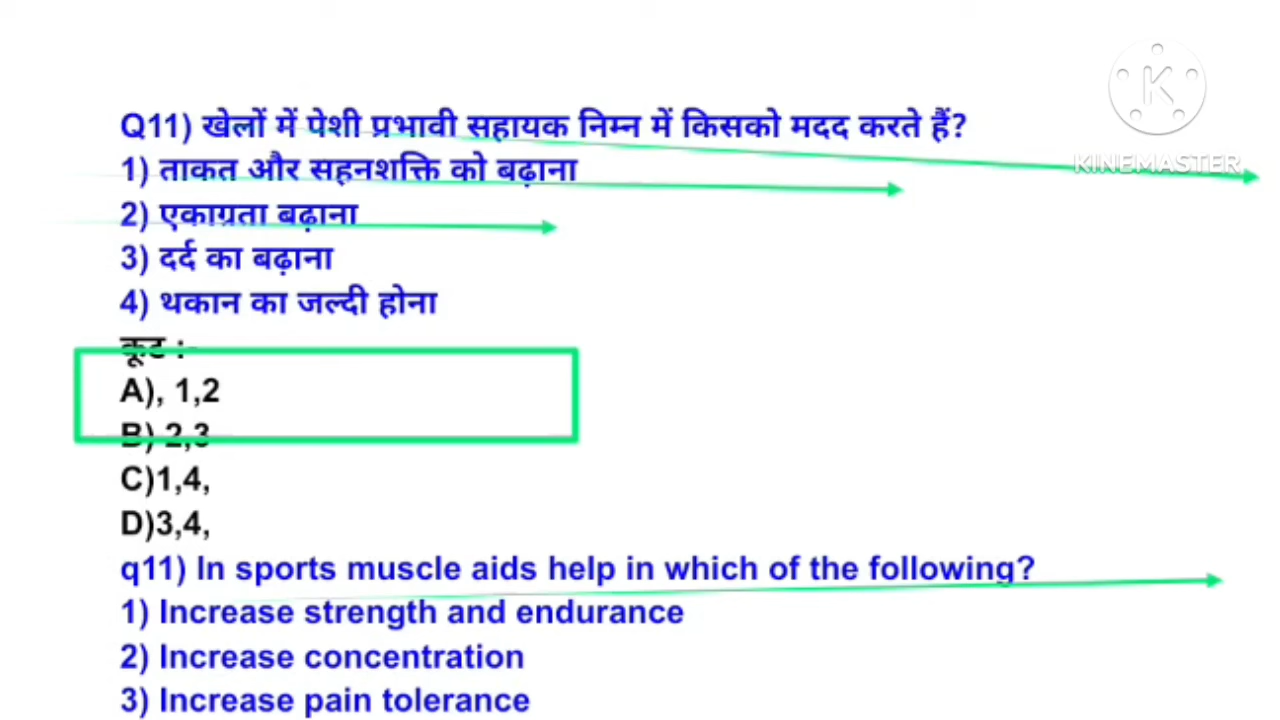 Q11) खेलों में पेशी प्रभावी सहायक निम्न में किसको मदद करते हैं?
K
KINEMASTER
1) ताकत और सहनशक्ति को बढ़ाना
2) एकाग्रता बढ़ाना
3) दर्द का बढ़ाना
4) थकान का जल्दी होना
कूट :-
A), 1,2
B) 2,3
C)1,4,
D)3,4,
q11) In sports muscle aids help in which of the following?
1) Increase strength and endurance
2) Increase concentration
3) Increase pain tolerance